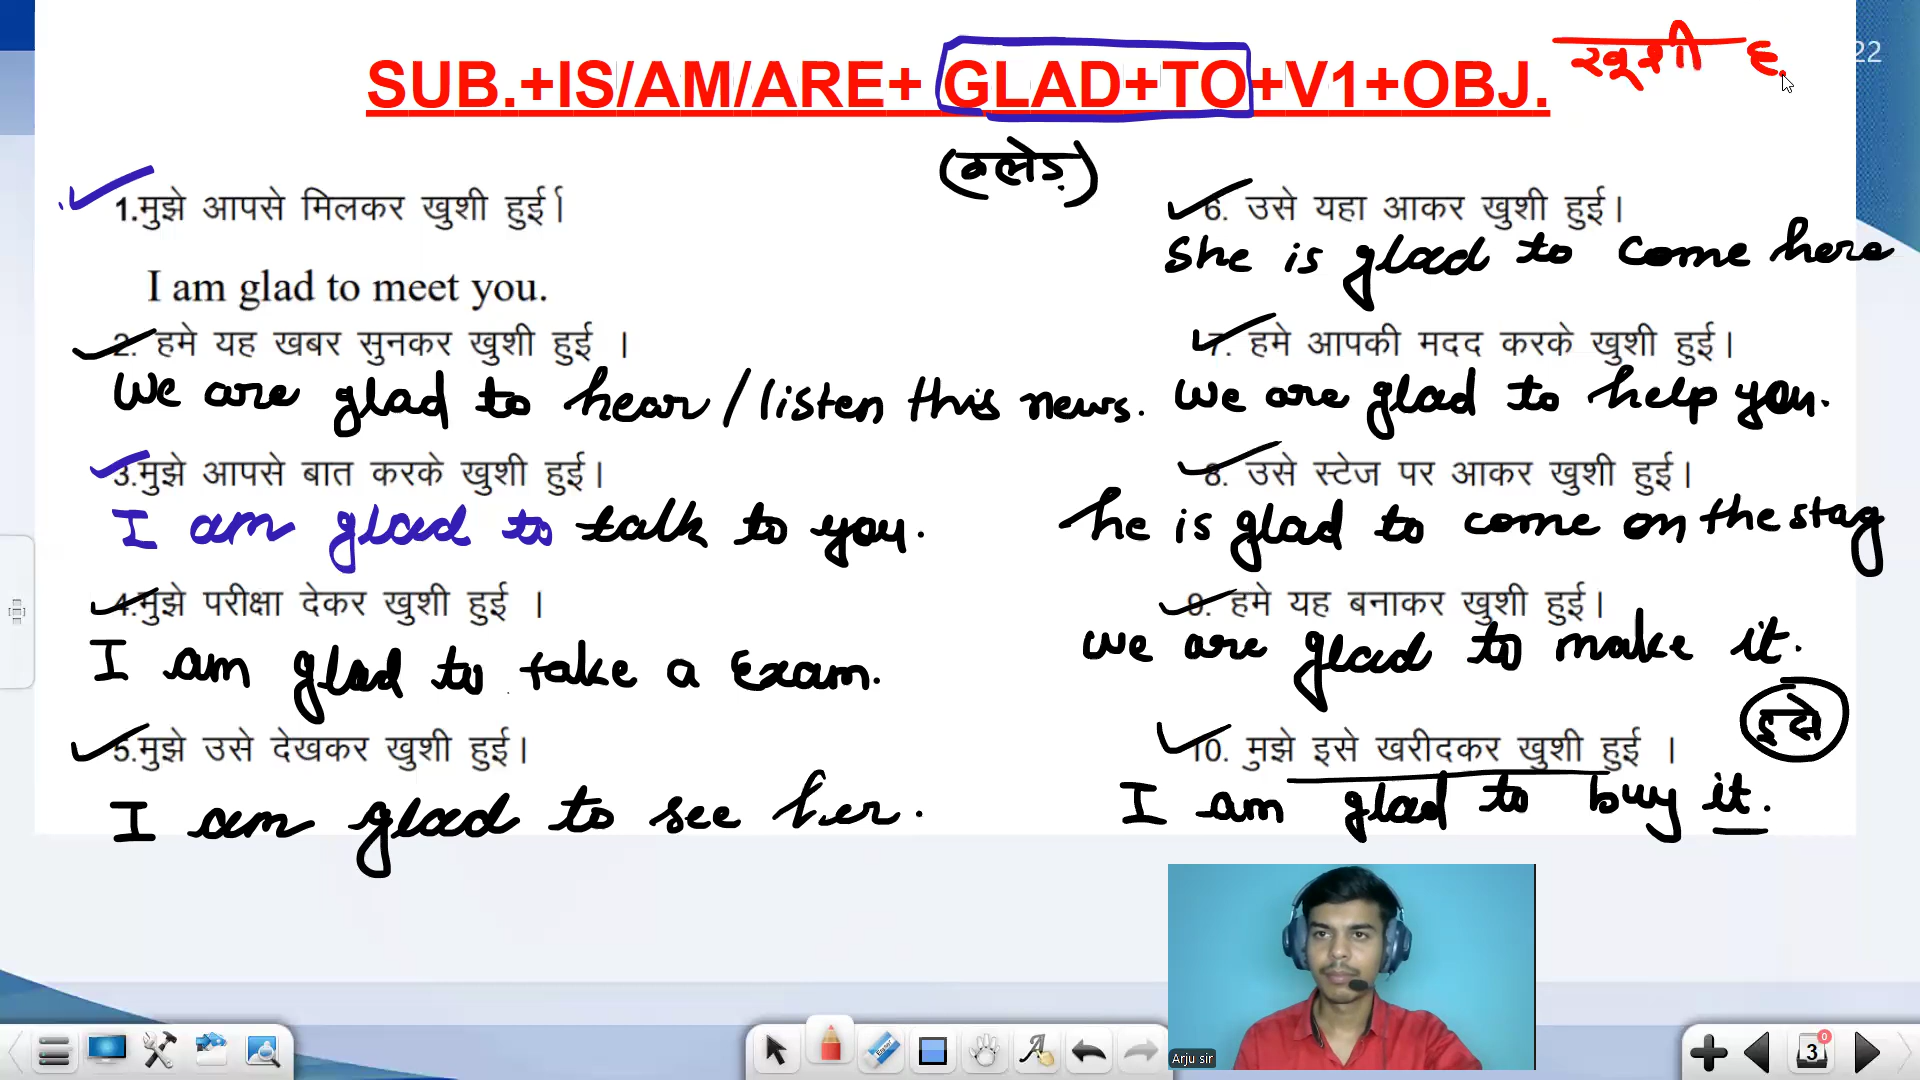 22
SUB.+IS/AM/ARE+ GLAD+TO+V1+OBJ.
खुशी ह
(ग्लेड)
1.मुझे आपसे मिलकर खुशी हुई।
I am glad to meet you.
2. हमे यह खबर सुनकर खुशी हुई ।
We are glad to hear/listen this news.
3.मुझे आपसे बात करके खुशी हुई।
I am glad to talk to you.
4.मुझे परीक्षा देकर खुशी हुई ।
I am glad to take a Exam.
5.मुझे उसे देखकर खुशी हुई।
I am glad to see her.
6. उसे यहा आकर खुशी हुई।
She is glad to come here
7. हमे आपकी मदद करके खुशी हुई।
We are glad to help you.
8. उसे स्टेज पर आकर खुशी हुई।
he is glad to come on the stag
9. हमे यह बनाकर खुशी हुई।
We are glad to make it.
इसे
10. मुझे इसे खरीदकर खुशी हुई ।
I am glad to buy it.
Arju sir
Eraser
A
3
0